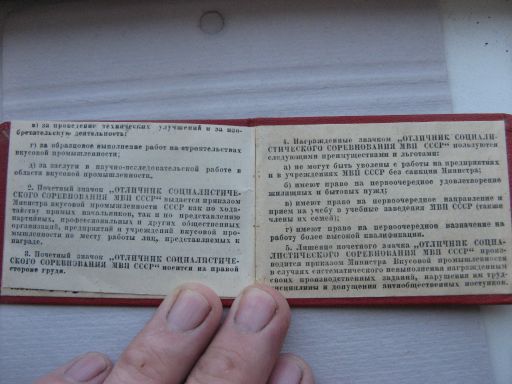 в) за проведение технических улучшений и за изо-
бретательскую деятельность;
г) за образцовое выполнение работ на строительствах
вкусовой промышленности;
д) за заслуги в научно-исследовательской работе в
области вкусовой промышленности.
2. Почетный значок „ОТЛИЧНИК СОЦИАЛИСТИЧЕ-
СКОГО СОРЕВНОВАНИЯ МВП СССР“ выдается приказом
Министра вкусовой промышленности СССР как по хода-
тайству прямых начальников, так и по представлению
партийных, профессиональных и других общественных
организаций, предприятий и учреждений вкусовой про-
мышленности по месту работы лиц, представляемых к
награде.
3. Почетный значок „ОТЛИЧНИК СОЦИАЛИСТИЧЕ-
СКОГО СОРЕВНОВАНИЯ МВП СССР“ носится на правой
стороне груди.
4. Награжденные значком „ОТЛИЧНИК СОЦИАЛИ-
СТИЧЕСКОГО СОРЕВНОВАНИЯ МВП СССР“ пользуются
следующими преимуществами и льготами:
а) не могут быть уволены с работы на предприятиях
и в учреждениях МВП СССР без санкции Министра;
б) имеют право на первоочередное удовлетворение
жилищных и бытовых нужд;
в) имеют право на первоочередное направление и
прием на учебу в учебные заведения МВП СССР (также
члены их семей);
г) имеют право на первоочередное назначение на
работу более высокой квалификации.
5. Лишение почетного значка „ОТЛИЧНИК СОЦИА-
ЛИСТИЧЕСКОГО СОРЕВНОВАНИЯ МВП СССР“ произ-
водится приказом Министра Вкусовой промышленности
в случаях систематического невыполнения награжденным
своих производственных заданий, нарушения им тру-
дисциплины и допущения антиобщественных поступков.